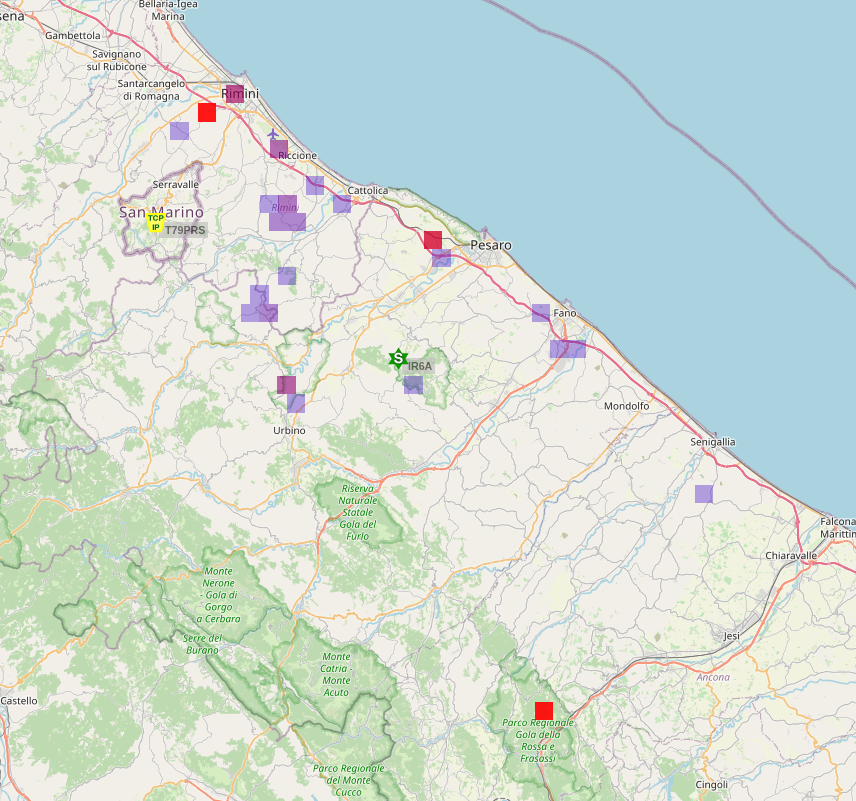 Bellaria-Igea
Marina
sena
Gambettola
Savignano
sul Rubicone
Santarcangelo
di Romagna
Rimini
Riccione
Serravalle
Cattolica
San Marino
Rimini
TCP
IP
T79PRS
Pesaro
Fano
S
IR6A
Mondolfo
Urbino
Senigallia
Riserva
Naturale
Statale
Gola del
Furlo
Falcona
Marittim
Chiaravalle
Monte
Nerone
- Gola di
Gorgo
a Cerbara
Serre del
Burano
Jesi
Monte
Catria -
Monte
Acuto
Ancona
Castello
Parco Regionale
Gola della
Rossa e
Frasassi
Parco Regionale
del Monte
Cucco
Cingoli